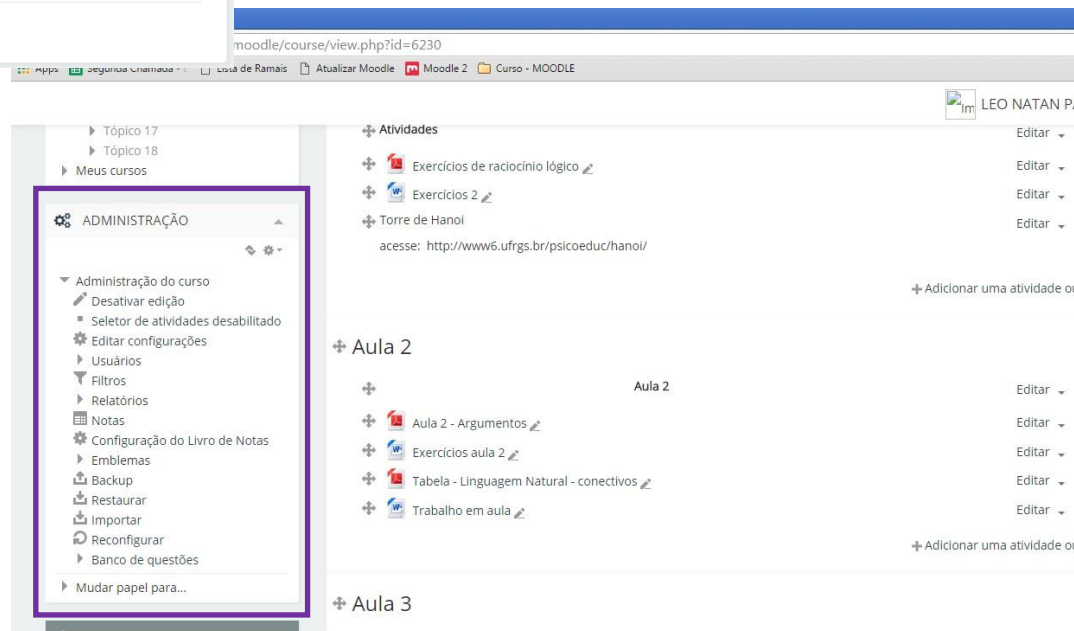 moodle/course/view.php?id=6230
Apps Segunda Chamada - Lista de Ramais Atualizar Moodle Moodle 2 Curso - MOODLE
Im LEO NATAN
Tópico 17
Tópico 18
Meus cursos
ADMINISTRAÇÃO
Administração do curso
Desativar edição
Seletor de atividades desabilitado
Editar configurações
Usuários
Filtros
Relatórios
Notas
Configuração do Livro de Notas
Emblemas
Backup
Restaurar
Importar
Reconfigurar
Banco de questões
Mudar papel para...
Atividades Editar
Exercícios de raciocínio lógico Editar
Exercícios 2 Editar
Torre de Hanoi Editar
acesse: http://www6.ufrgs.br/psicoeduc/hanoi/
Adicionar uma atividade
Aula 2
Aula 2 Editar
Aula 2 - Argumentos Editar
Exercícios aula 2 Editar
Tabela - Linguagem Natural - conectivos Editar
Trabalho em aula Editar
Adicionar uma atividade
Aula 3